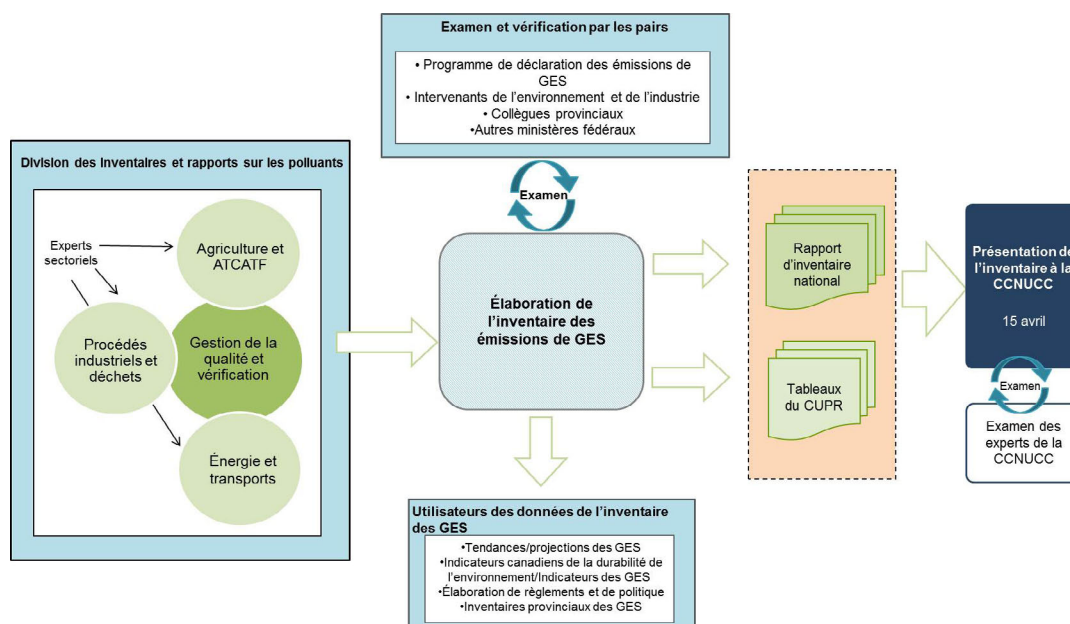 Examen et vérification par les pairs
• Programme de déclaration des émissions de
GES
• Intervenants de l'environnement et de l'industrie
• Collègues provinciaux
•Autres ministères fédéraux
Division des inventaires et rapports sur les polluants
Experts
sectoriels
Agriculture et
ATCATF
Procédés
industriels et
déchets
Gestion de la
qualité et
vérification
Énergie et
transports
Examen
Élaboration de
l'inventaire des
émissions de GES
Rapport
d'inventaire
national
Tableaux
du CUPR
Présentation de
l'inventaire à la
CCNUCC
15 avril
Examen
Examen des
experts de la
CCNUCC
Utilisateurs des données de l'inventaire
des GES
•Tendances/projections des GES
•Indicateurs canadiens de la durabilité de
l'environnement/Indicateurs des GES
•Élaboration de règlements et de politique
•Inventaires provinciaux des GES